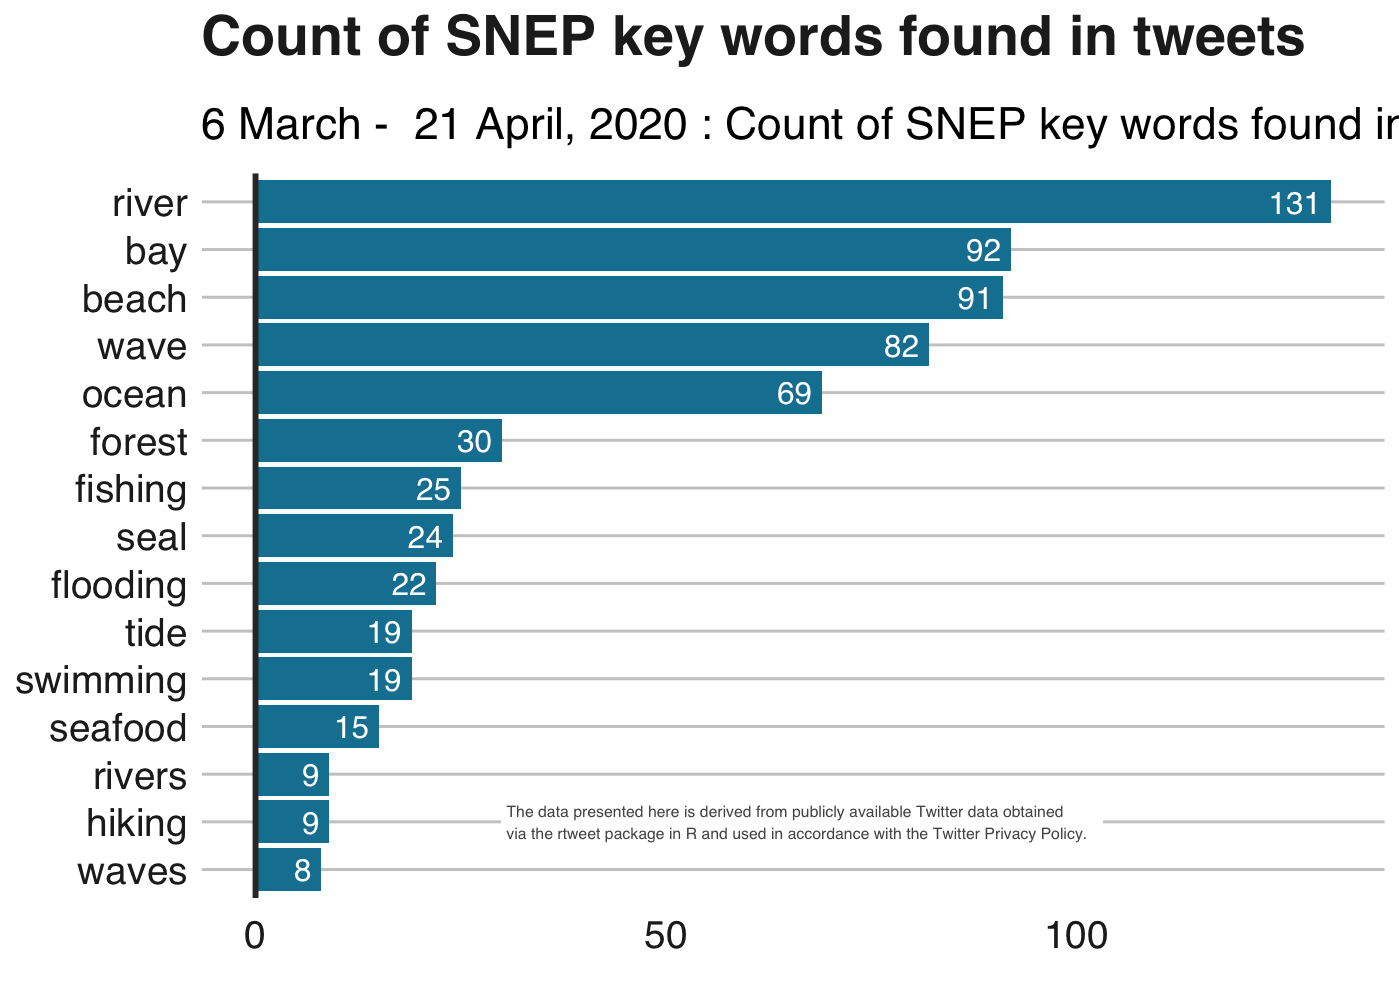 Count of SNEP key words found in tweets
6 March -  21 April, 2020 : Count of SNEP key words found in
river 131
bay 92
beach 91
wave 82
ocean 69
forest 30
fishing 25
seal 24
flooding 22
tide 19
swimming 19
seafood 15
rivers 9
hiking 9
The data presented here is derived from publicly available Twitter data obtained
via the rtweet package in R and used in accordance with the Twitter Privacy Policy.
waves 8
0 50 100